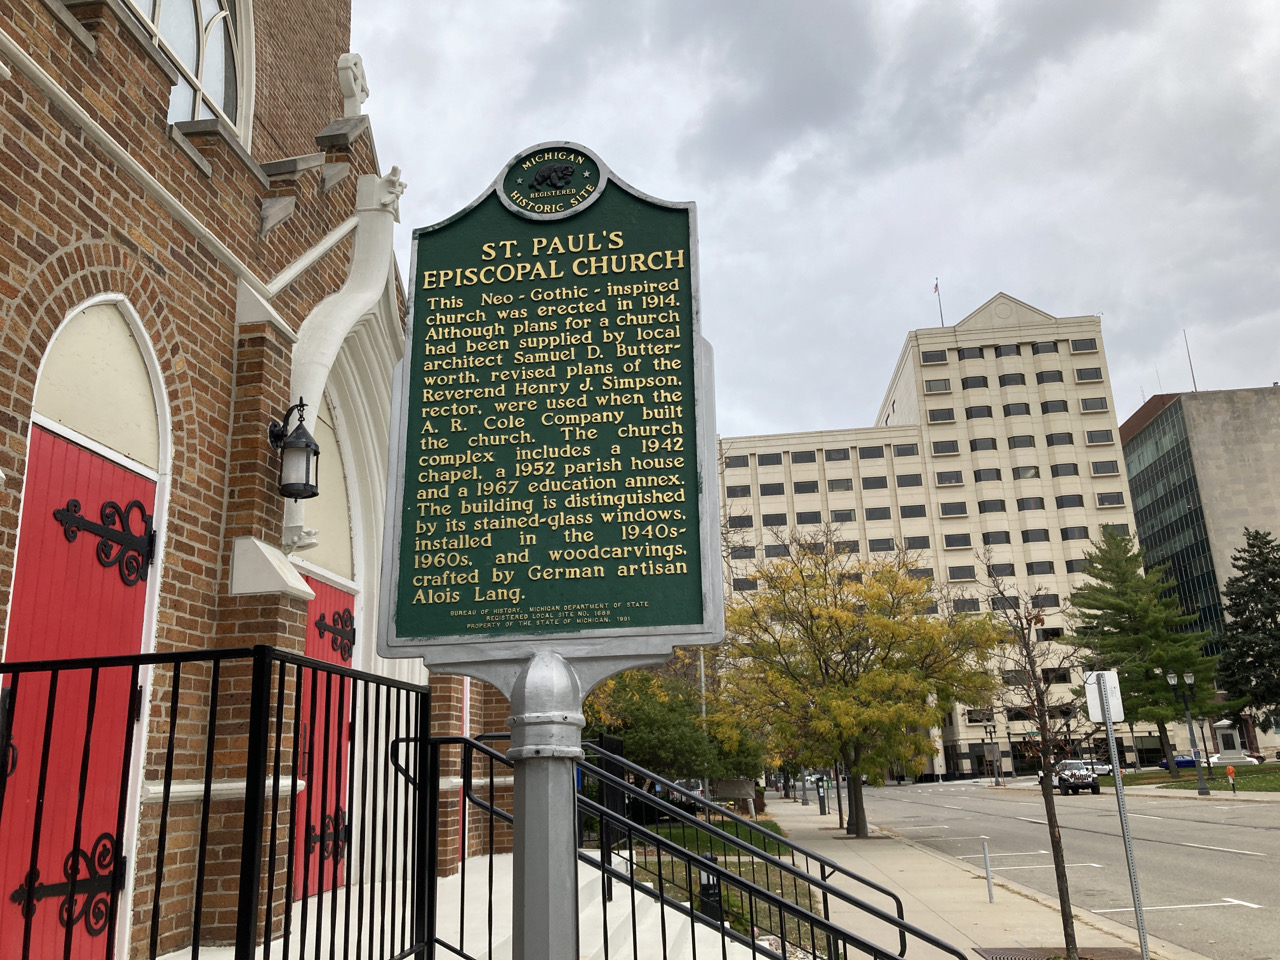 MICHIGAN
REGISTERED
HISTORIC SITE
ST. PAUL'S
EPISCOPAL CHURCH
This Neo-Gothic-inspired
church was erected in 1914.
Although plans for a church
had been supplied by local
architect Samuel D. Butter-
worth, revised plans of the
Reverend Henry J. Simpson,
rector, were used when the
A. R. Cole Company built
the church. The church
complex includes a 1942
chapel, a 1952 parish house
and a 1967 education annex.
The building is distinguished
by its stained-glass windows,
installed in the 1940s-
1960s, and woodcarvings,
crafted by German artisan
Alois Lang.
BUREAU OF HISTORY, MICHIGAN DEPARTMENT OF STATE
REGISTERED LOCAL SITE NO. 1688
PROPERTY OF THE STATE OF MICHIGAN, 1991